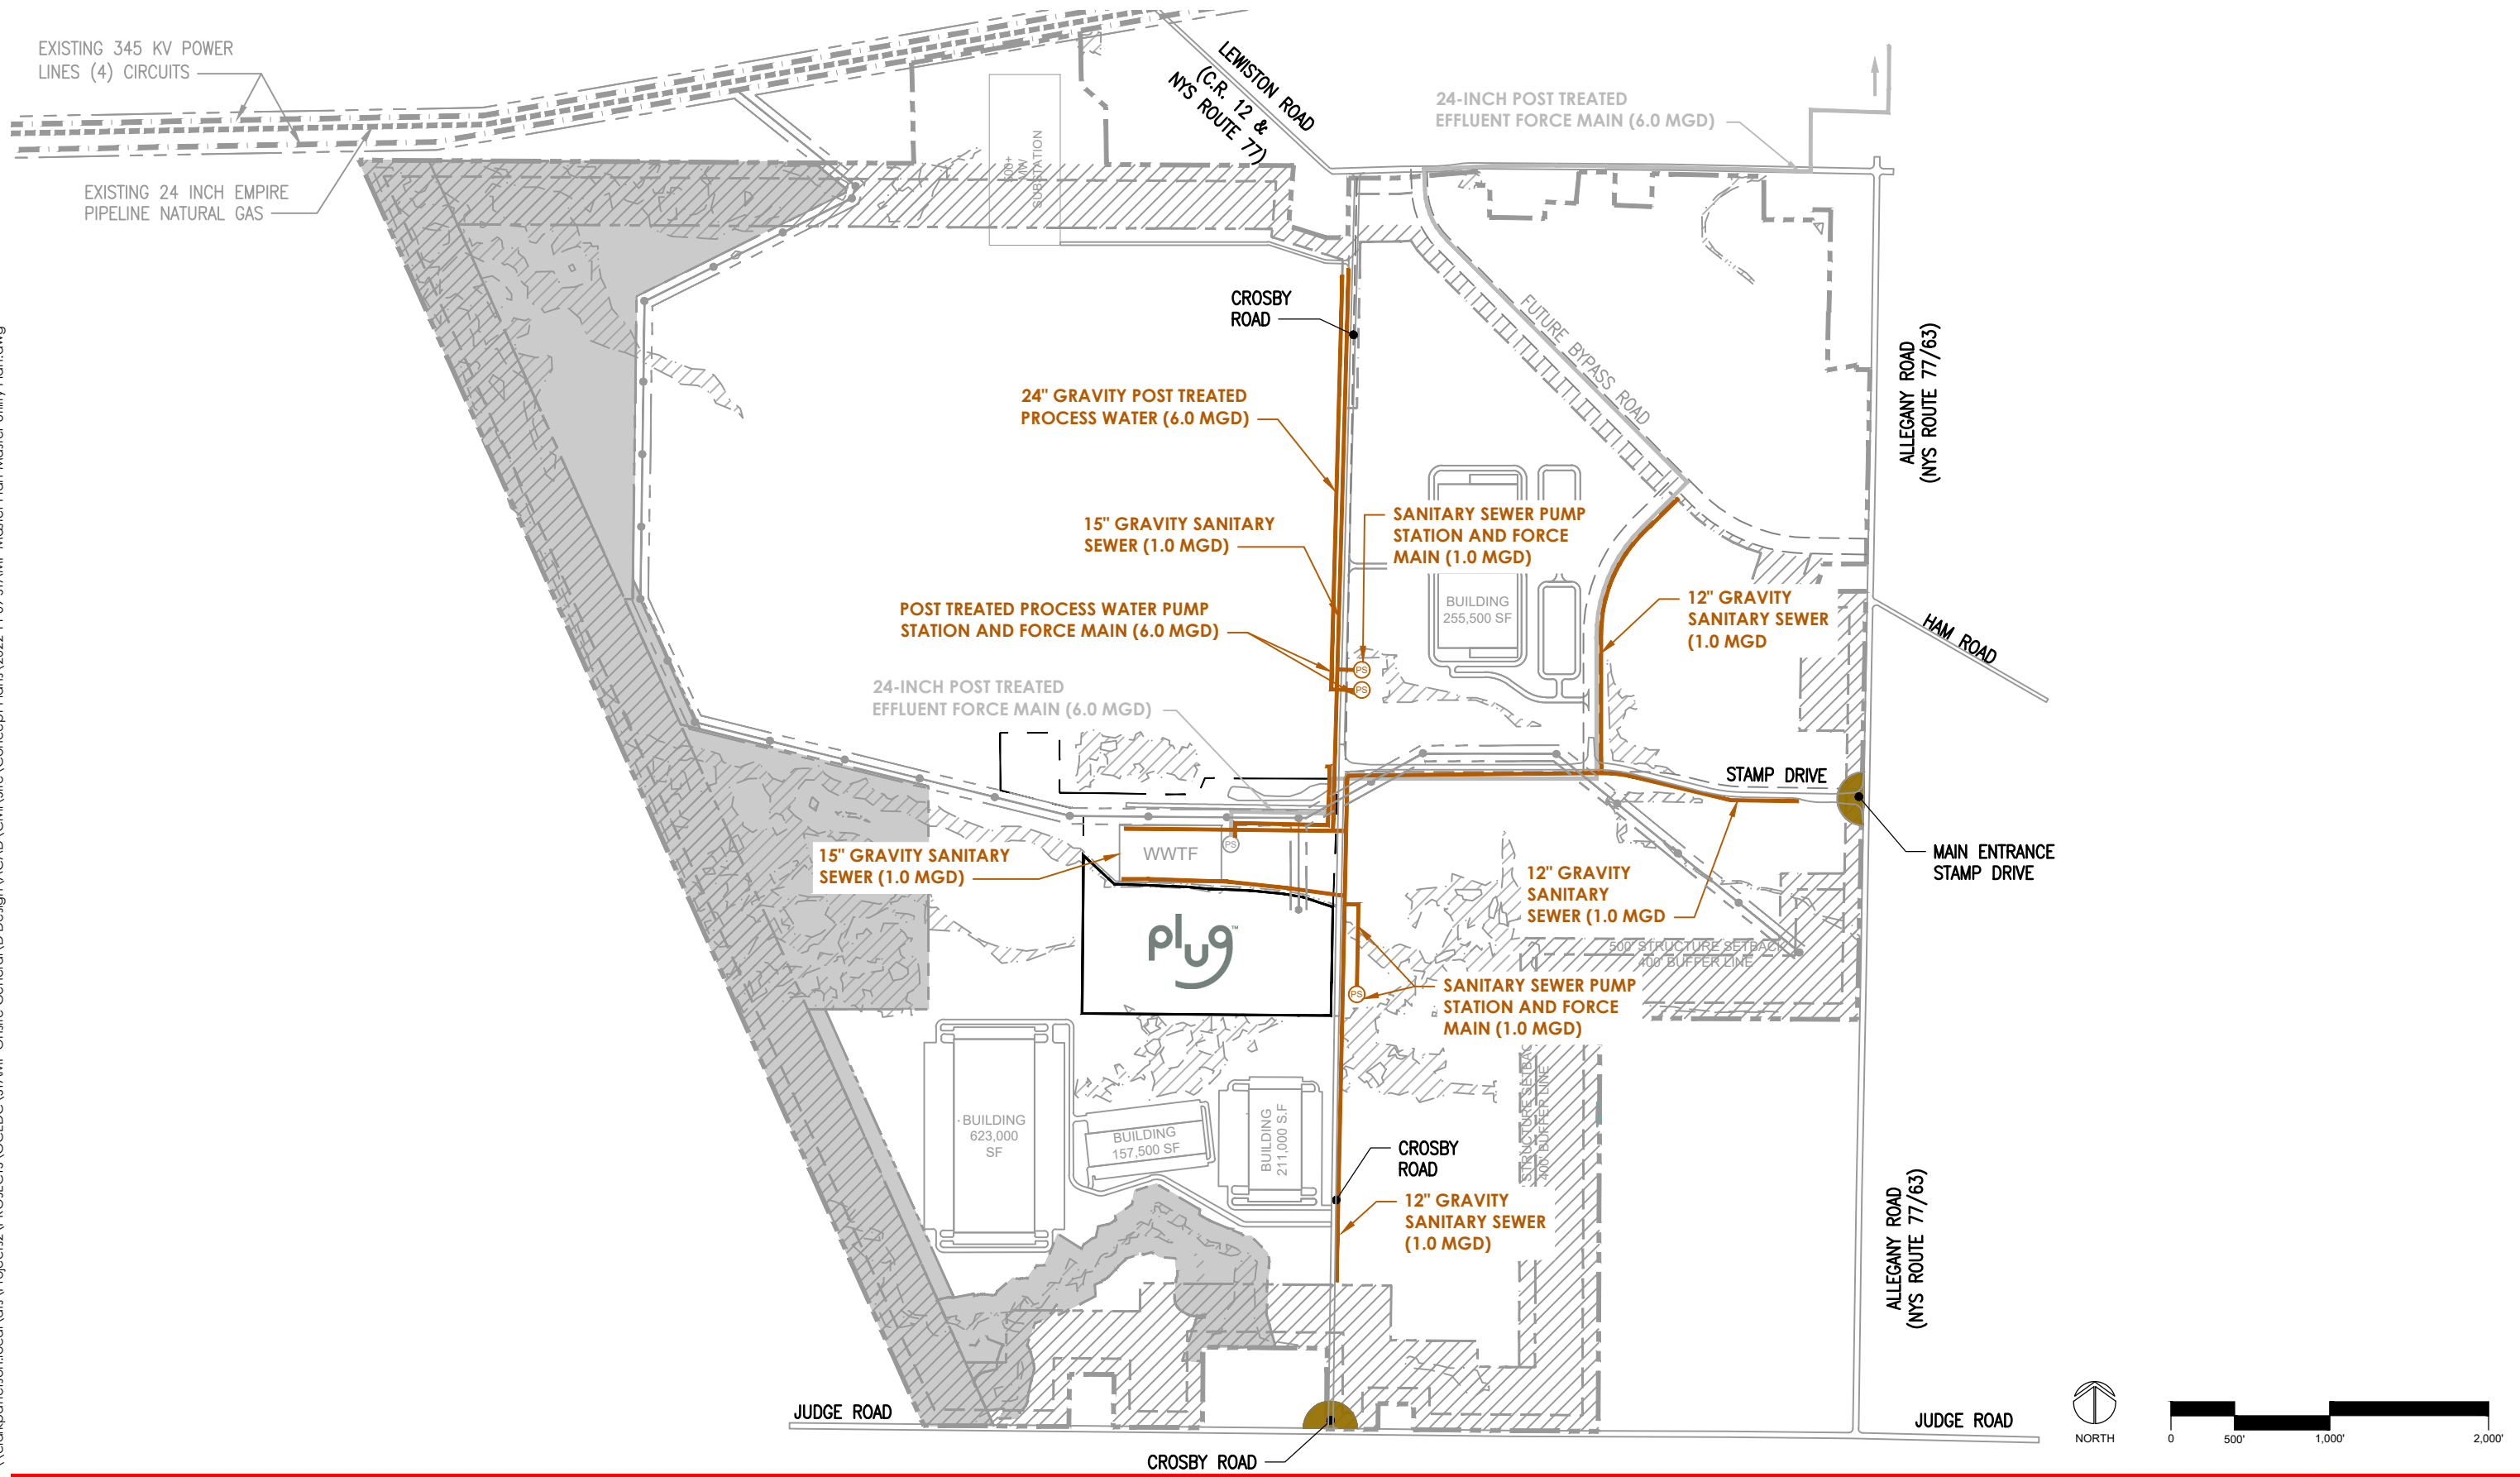 EXISTING 345 KV POWER
LINES (4) CIRCUITS
EXISTING 24 INCH EMPIRE
PIPELINE NATURAL GAS
LEWISTON ROAD
(C.R. 12 &
NYS ROUTE 77)
24-INCH POST TREATED
EFFLUENT FORCE MAIN (6.0 MGD)
MW
SUBSTATION
CROSBY
ROAD
FUTURE BYPASS ROAD
ALLEGANY ROAD
(NYS ROUTE 77/63)
24" GRAVITY POST TREATED
PROCESS WATER (6.0 MGD)
15" GRAVITY SANITARY
SEWER (1.0 MGD)
SANITARY SEWER PUMP
STATION AND FORCE
MAIN (1.0 MGD)
BUILDING
255,500 SF
12" GRAVITY
SANITARY SEWER
(1.0 MGD
HAM ROAD
POST TREATED PROCESS WATER PUMP
STATION AND FORCE MAIN (6.0 MGD)
PS
PS
24-INCH POST TREATED
EFFLUENT FORCE MAIN (6.0 MGD)
STAMP DRIVE
MAIN ENTRANCE
STAMP DRIVE
15" GRAVITY SANITARY
SEWER (1.0 MGD)
WWTF
PS
12" GRAVITY
SANITARY
SEWER (1.0 MGD
plug™
500' STRUCTURE SETBACK
400' BUFFER LINE
PS
SANITARY SEWER PUMP
STATION AND FORCE
MAIN (1.0 MGD)
STRUCTURE SETBAC
400' BUFFER LINE
BUILDING
623,000
SF
BUILDING
157,500 SF
BUILDING
211,000 S.F
CROSBY
ROAD
12" GRAVITY
SANITARY SEWER
(1.0 MGD)
ALLEGANY ROAD
(NYS ROUTE 77/63)
JUDGE ROAD
CROSBY ROAD
JUDGE ROAD
NORTH
0 500' 1,000' 2,000'